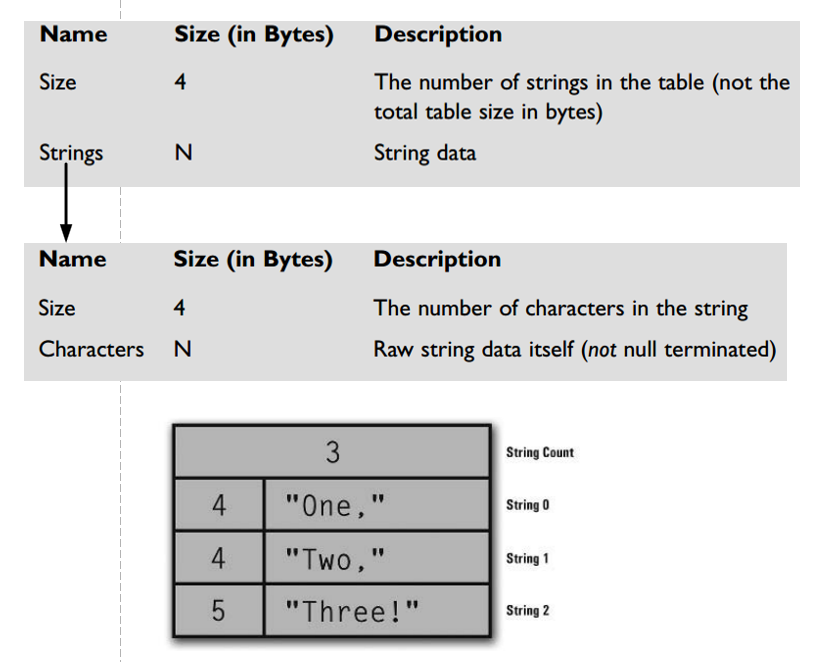 Name Size (in Bytes) Description
Size 4 The number of strings in the table (not the
total table size in bytes)
Strings N String data
Name Size (in Bytes) Description
Size 4 The number of characters in the string
Characters N Raw string data itself (not null terminated)
3 String Count
4 "One," String 0
4 "Two," String 1
5 "Three!" String 2